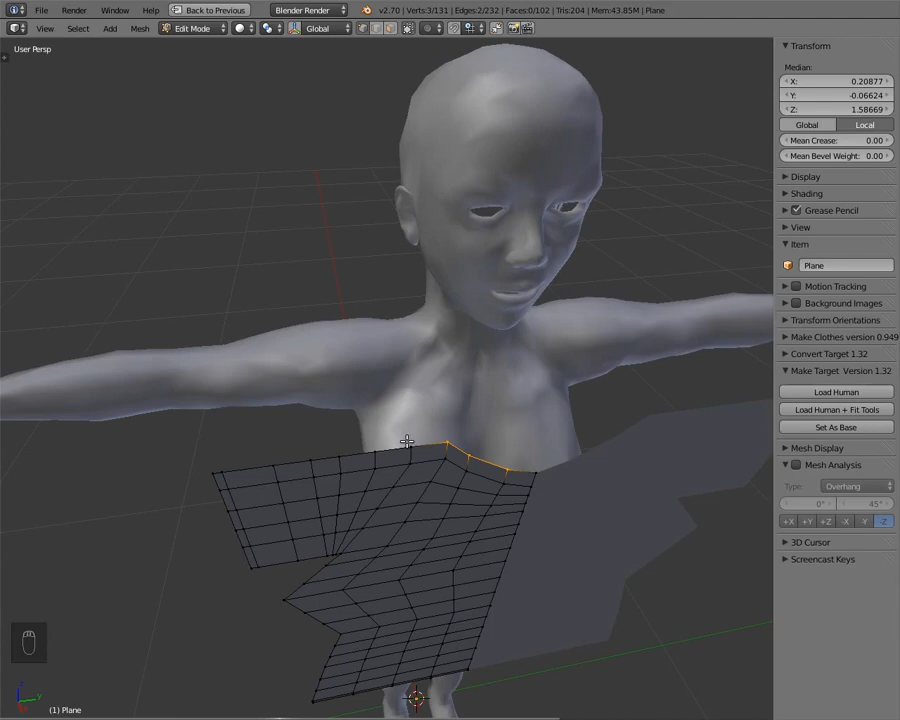 File Render Window Help Back to Previous Blender Render v2.70 | Verts:3/131 | Edges:2/232 | Faces:0/102 | Tris:204 | Mem:43.85M | Plane
View Select Add Mesh Edit Mode Global
User Persp
Transform
Median:
X: 0.20877
Y: -0.06624
Z: 1.58669
Global Local
Mean Crease: 0.00
Mean Bevel Weight: 0.00
Display
Shading
Grease Pencil
View
Item
Plane
Motion Tracking
Background Images
Transform Orientations
Make Clothes version 0.949
Convert Target 1.32
Make Target Version 1.32
Load Human
Load Human + Fit Tools
Set As Base
Mesh Display
Mesh Analysis
Type: Overhang
0° 45°
+X +Y +Z -X -Y -Z
3D Cursor
Screencast Keys
z
y
(1) Plane